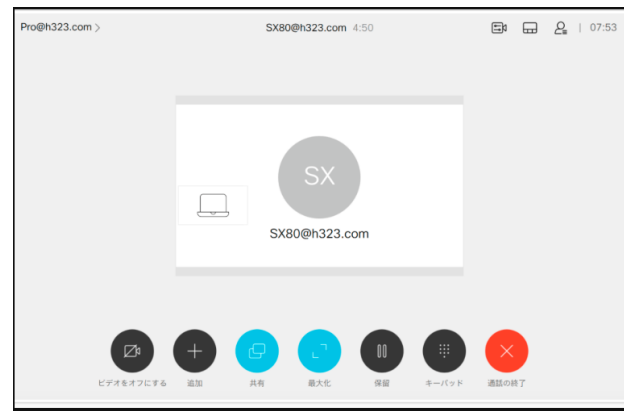 Pro@h323.com > SX80@h323.com 4:50 | 07:53
SX
SX80@h323.com
ビデオをオフにする 追加 共有 最大化 保留 キーパッド 通話の終了